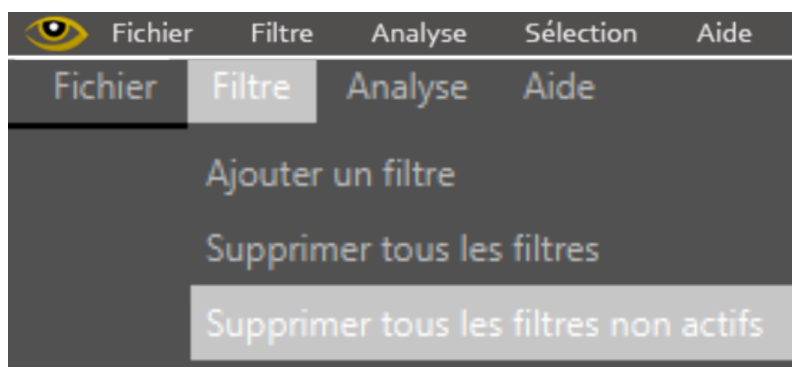 Fichier Filtre Analyse Sélection Aide
Fichier Filtre Analyse Aide
Ajouter un filtre
Supprimer tous les filtres
Supprimer tous les filtres non actifs